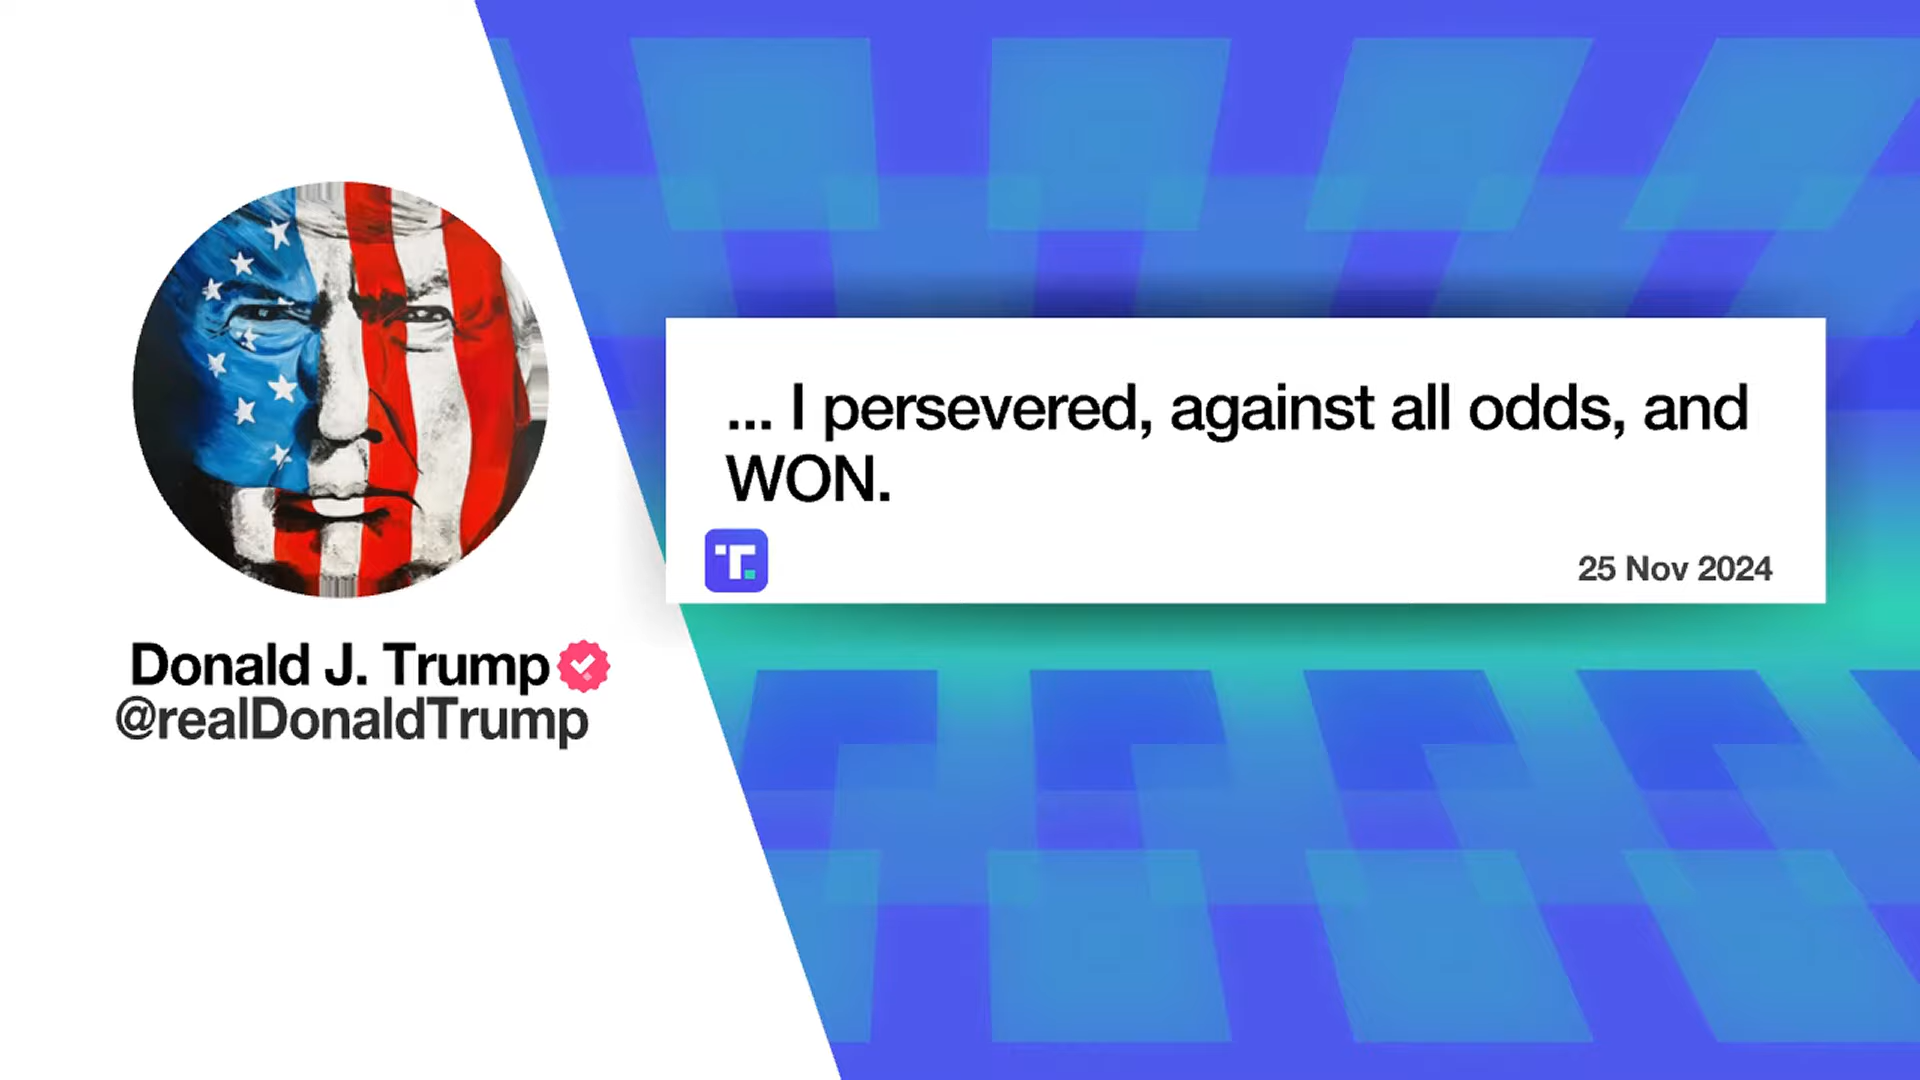 ... I persevered, against all odds, and
WON.
T.
25 Nov 2024
Donald J. Trump
@realDonaldTrump